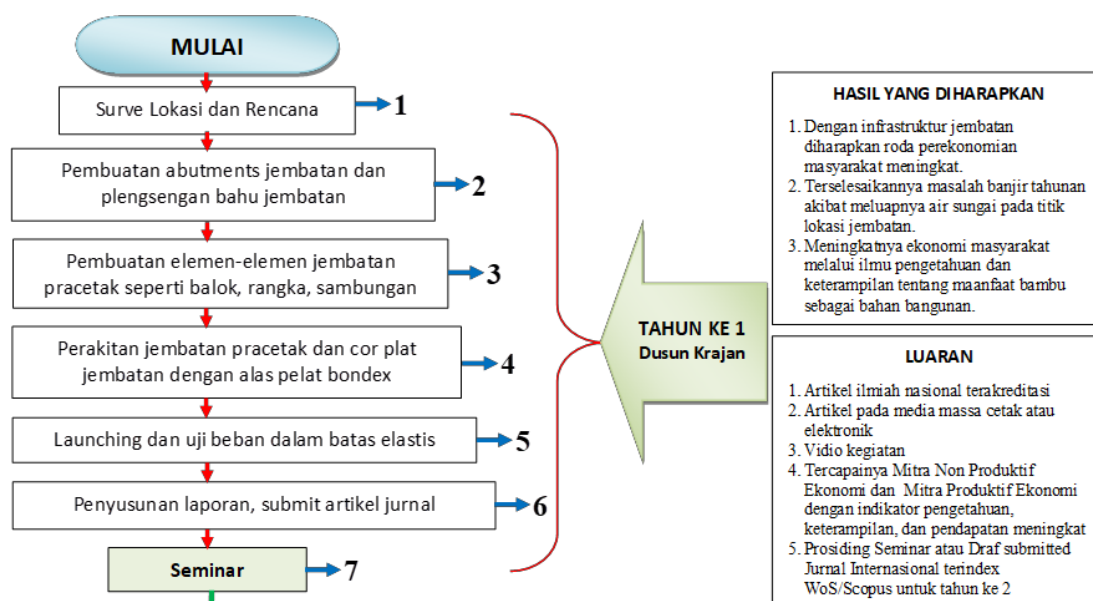 MULAI
Surve Lokasi dan Rencana
1
Pembuatan abutments jembatan dan
plengsengan bahu jembatan
2
Pembuatan elemen-elemen jembatan
pracetak seperti balok, rangka, sambungan
3
Perakitan jembatan pracetak dan cor plat
jembatan dengan alas pelat bondex
4
Launching dan uji beban dalam batas elastis
5
Penyusunan laporan, submit artikel jurnal
6
Seminar
7
TAHUN KE 1
Dusun Krajan
HASIL YANG DIHARAPKAN
1. Dengan infrastruktur jembatan
diharapkan roda perekonomian
masyarakat meningkat.
2. Terselesaikannya masalah banjir tahunan
akibat meluapnya air sungai pada titik
lokasi jembatan.
3. Meningkatnya ekonomi masyarakat
melalui ilmu pengetahuan dan
keterampilan tentang maanfaat bambu
sebagai bahan bangunan.
LUARAN
1. Artikel ilmiah nasional terakreditasi
2. Artikel pada media massa cetak atau
elektronik
3. Vidio kegiatan
4. Tercapainya Mitra Non Produktif
Ekonomi dan Mitra Produktif Ekonomi
dengan indikator pengetahuan,
keterampilan, dan pendapatan meningkat
5. Prosiding Seminar atau Draf submitted
Jurnal Internasional terindex
WoS/Scopus untuk tahun ke 2